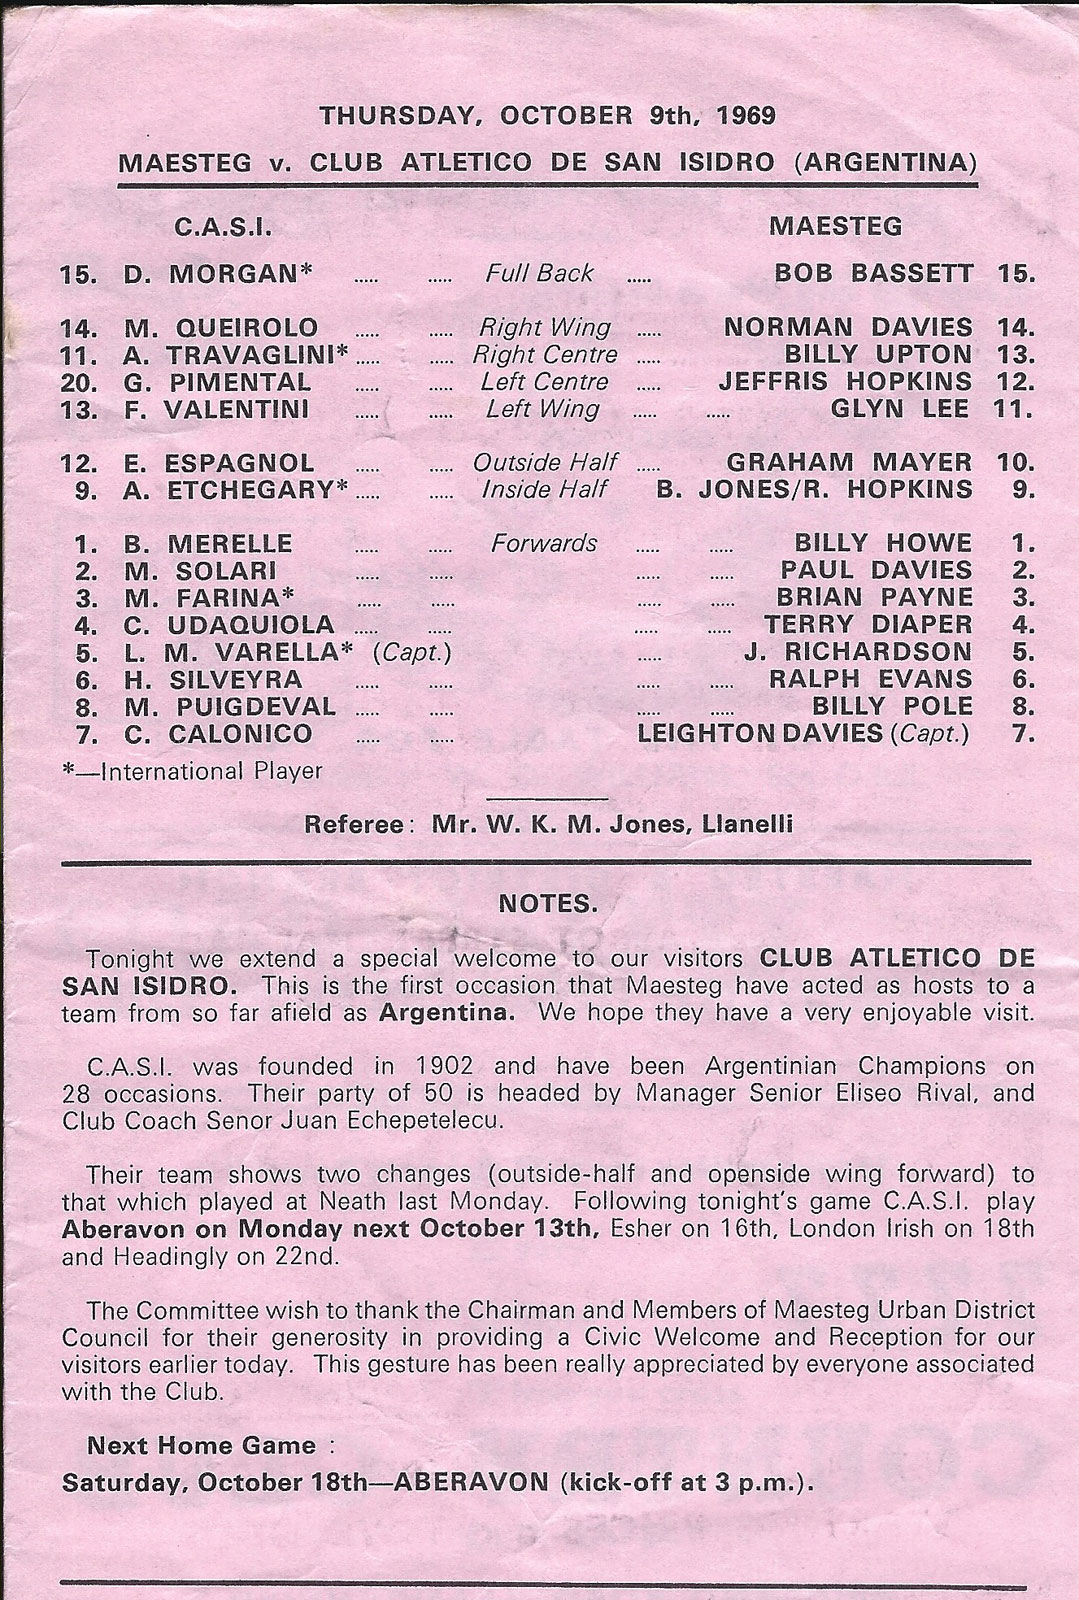 THURSDAY, OCTOBER 9th, 1969
MAESTEG v. CLUB ATLETICO DE SAN ISIDRO (ARGENTINA)
C.A.S.I. MAESTEG
15. D. MORGAN* ..... ..... Full Back ..... BOB BASSETT 15.
14. M. QUEIROLO ..... ..... Right Wing ..... NORMAN DAVIES 14.
11. A. TRAVAGLINI* ..... ..... Right Centre ..... BILLY UPTON 13.
20. G. PIMENTAL ..... ..... Left Centre ..... JEFFRIS HOPKINS 12.
13. F. VALENTINI ..... ..... Left Wing ..... ..... GLYN LEE 11.
12. E. ESPAGNOL ..... ..... Outside Half ..... GRAHAM MAYER 10.
9. A. ETCHEGARY* ..... ..... Inside Half B. JONES/R. HOPKINS 9.
1. B. MERELLE ..... ..... Forwards ..... ..... BILLY HOWE 1.
2. M. SOLARI ..... ..... ..... ..... PAUL DAVIES 2.
3. M. FARINA* ..... ..... ..... ..... BRIAN PAYNE 3.
4. C. UDAQUIOLA ..... ..... ..... ..... TERRY DIAPER 4.
5. L. M. VARELLA* (Capt.) ..... J. RICHARDSON 5.
6. H. SILVEYRA ..... ..... ..... ..... RALPH EVANS 6.
8. M. PUIGDEVAL ..... ..... ..... ..... BILLY POLE 8.
7. C. CALONICO ..... ..... LEIGHTON DAVIES (Capt.) 7.
*—International Player
Referee: Mr. W. K. M. Jones, Llanelli
NOTES.
Tonight we extend a special welcome to our visitors CLUB ATLETICO DE
SAN ISIDRO. This is the first occasion that Maesteg have acted as hosts to a
team from so far afield as Argentina. We hope they have a very enjoyable visit.
C.A.S.I. was founded in 1902 and have been Argentinian Champions on
28 occasions. Their party of 50 is headed by Manager Senior Eliseo Rival, and
Club Coach Senor Juan Echepetelecu.
Their team shows two changes (outside-half and openside wing forward) to
that which played at Neath last Monday. Following tonight's game C.A.S.I. play
Aberavon on Monday next October 13th, Esher on 16th, London Irish on 18th
and Headingly on 22nd.
The Committee wish to thank the Chairman and Members of Maesteg Urban District
Council for their generosity in providing a Civic Welcome and Reception for our
visitors earlier today. This gesture has been really appreciated by everyone associated
with the Club.
Next Home Game :
Saturday, October 18th—ABERAVON (kick-off at 3 p.m.).